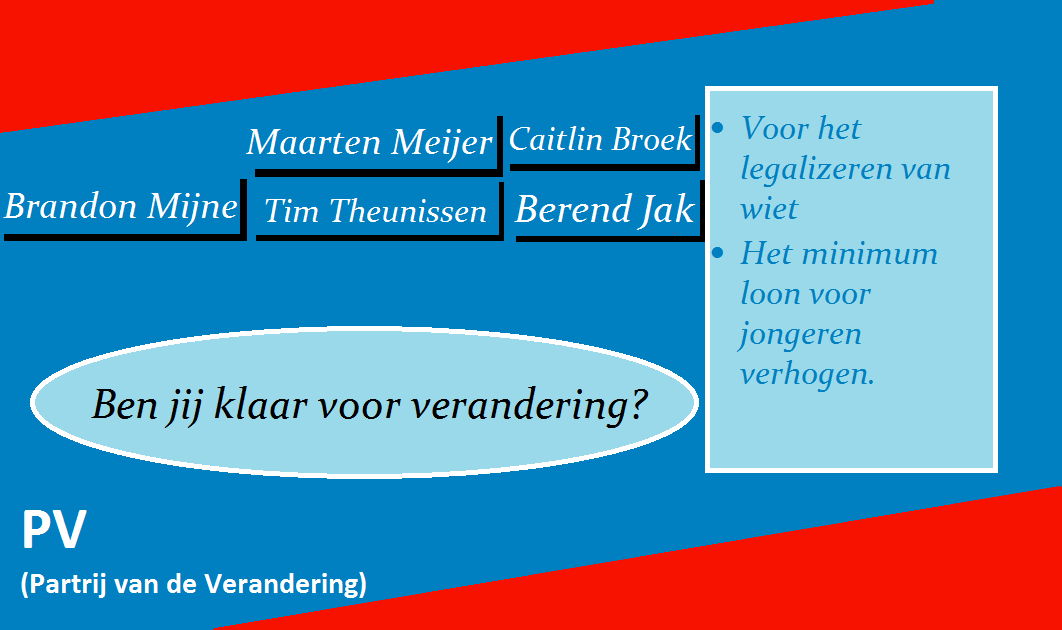 Maarten Meijer
Caitlin Broek
Brandon Mijne
Tim Theunissen
Berend Jak
• Voor het
legalizeren van
wiet
• Het minimum
loon voor
jongeren
verhogen.
Ben jij klaar voor verandering?
PV
(Partrij van de Verandering)